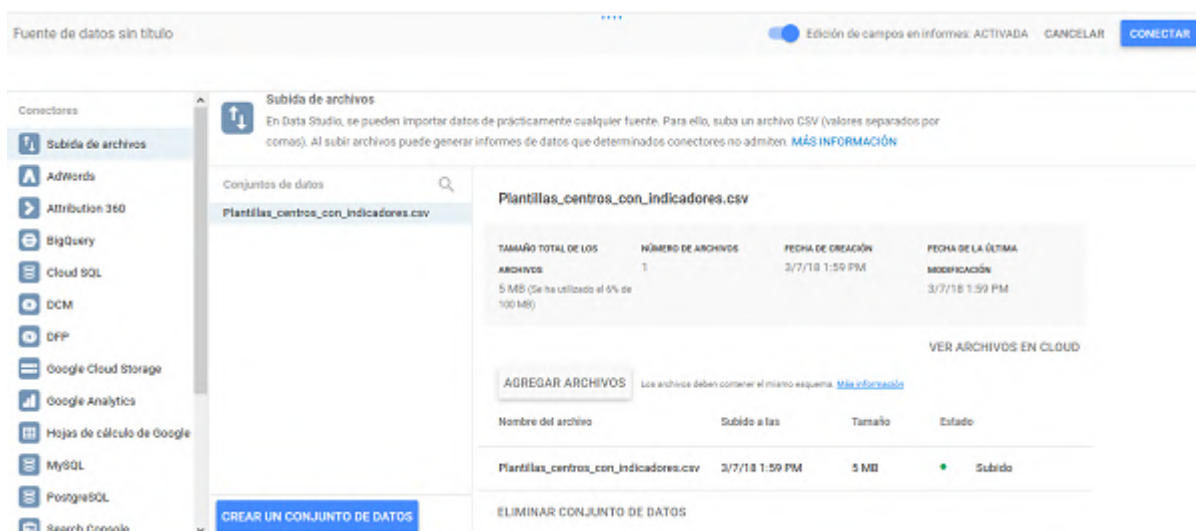 Fuente de datos sin título
Edición de campos en informes: ACTIVADA
CANCELAR
CONECTAR
Conectores
Subida de archivos
AdWords
Attribution 360
BigQuery
Cloud SQL
DCM
DFP
Google Cloud Storage
Google Analytics
Hojas de cálculo de Google
MySQL
PostgreSQL
Search Console
Subida de archivos
En Data Studio, se pueden importar datos de prácticamente cualquier fuente. Para ello, suba un archivo CSV (valores separados por
comas). Al subir archivos puede generar informes de datos que determinados conectores no admiten. MÁS INFORMACIÓN
Conjuntos de datos
Plantillas_centros_con_indicadores.csv
CREAR UN CONJUNTO DE DATOS
Plantillas_centros_con_indicadores.csv
TAMAÑO TOTAL DE LOS
ARCHIVOS
5 MB (Se ha utilizado el 6% de
100 MB)
NÚMERO DE ARCHIVOS
1
FECHA DE CREACIÓN
3/7/18 1:59 PM
FECHA DE LA ÚLTIMA
MODIFICACIÓN
3/7/18 1:59 PM
VER ARCHIVOS EN CLOUD
AGREGAR ARCHIVOS
Los archivos deben contener el mismo esquema. Más información
Nombre del archivo Subido a las Tamaño Estado
Plantillas_centros_con_indicadores.csv 3/7/18 1:59 PM 5 MB Subido
ELIMINAR CONJUNTO DE DATOS